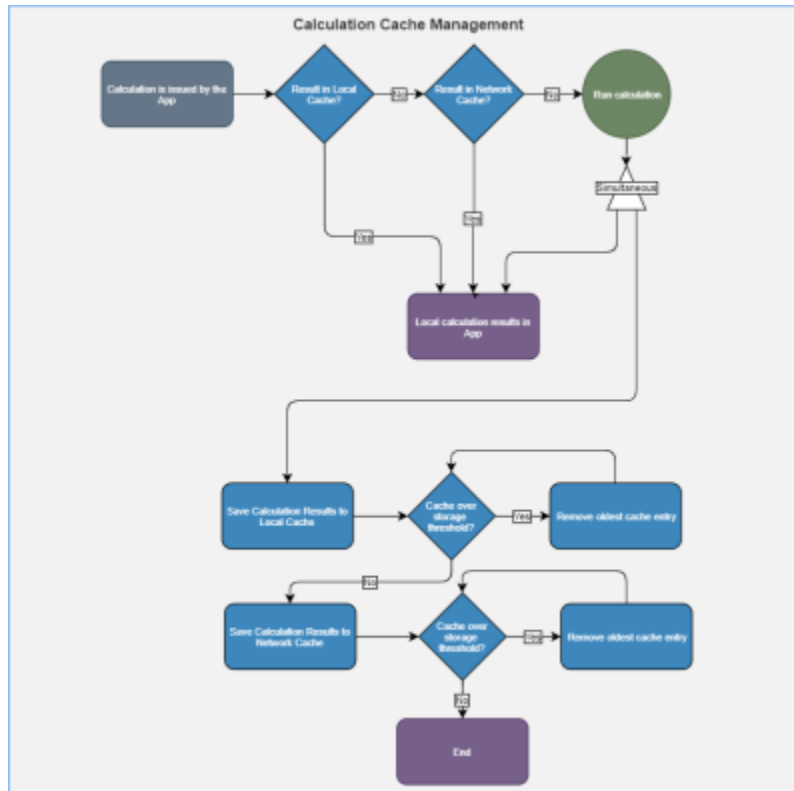 Calculation Cache Management
Calculation is issued by the
App
Result in Local
Cache?
No
Result in Network
Cache?
No
Run calculation
Simultaneous
Yes
Yes
Local calculation results in
App
Save Calculation Results to
Local Cache
Cache over
storage
threshold?
Yes
Remove oldest cache entry
No
Save Calculation Results to
Network Cache
Cache over
storage
threshold?
Yes
Remove oldest cache entry
No
End